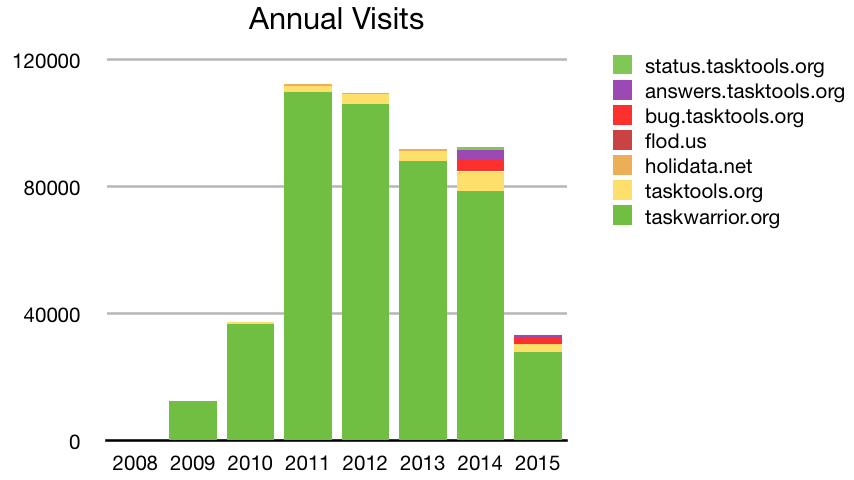 Annual Visits
120000
80000
40000
0
2008 2009 2010 2011 2012 2013 2014 2015
status.tasktools.org
answers.tasktools.org
bug.tasktools.org
flod.us
holidata.net
tasktools.org
taskwarrior.org